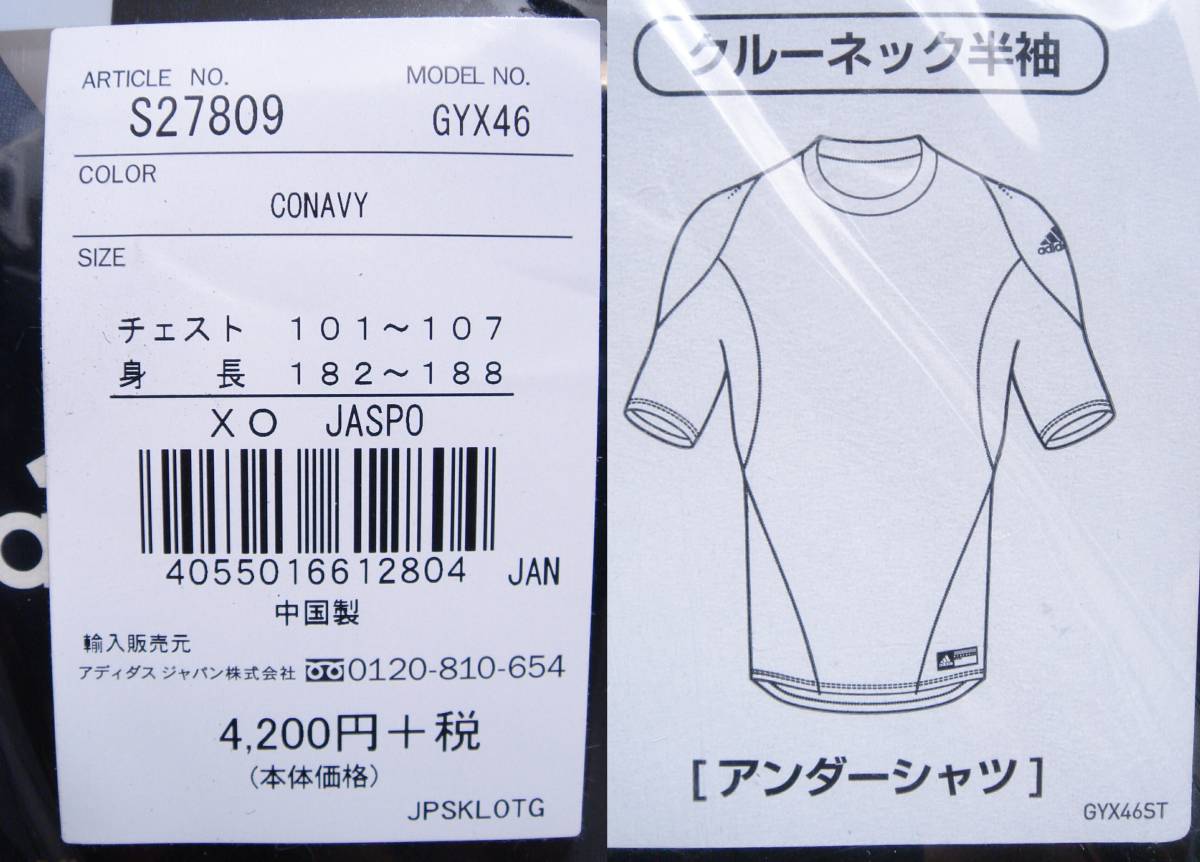 ARTICLE NO. MODEL NO.
S27809 GYX46
COLOR
CONAVY
SIZE
チェスト 101～107
身長 182～188
XO JASPO
4055016612804 JAN
中国製
輸入販売元
アディダス ジャパン株式会社 0120-810-654
4,200円＋税
（本体価格）
JPSKLOTG
クルーネック半袖
adidas
[アンダーシャツ]
GYX46ST